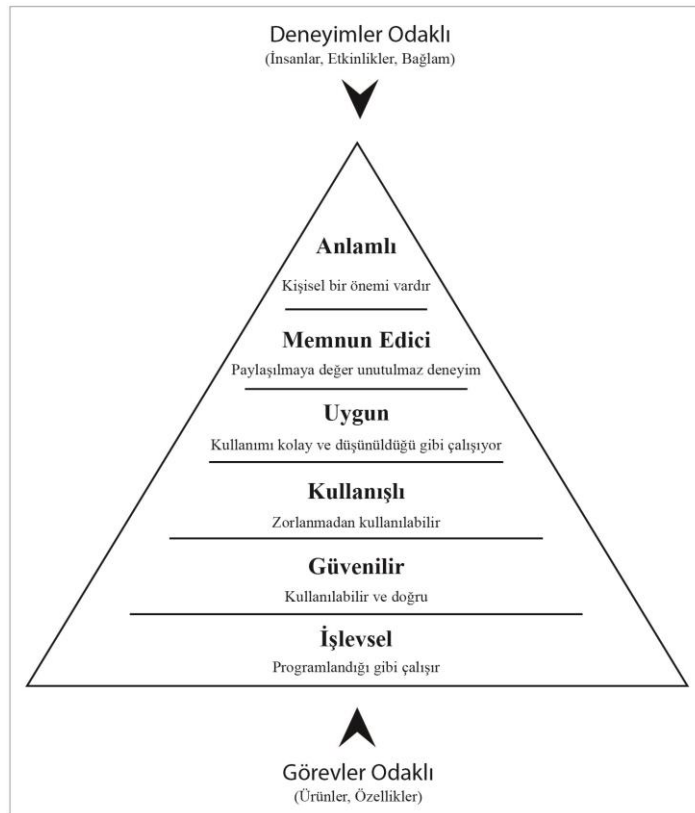 Deneyimler Odaklı
(İnsanlar, Etkinlikler, Bağlam)
Anlamlı
Kişisel bir önemi vardır
Memnun Edici
Paylaşılmaya değer unutulmaz deneyim
Uygun
Kullanımı kolay ve düşünüldüğü gibi çalışıyor
Kullanışlı
Zorlanmadan kullanılabilir
Güvenilir
Kullanılabilir ve doğru
İşlevsel
Programlandığı gibi çalışır
Görevler Odaklı
(Ürünler, Özellikler)